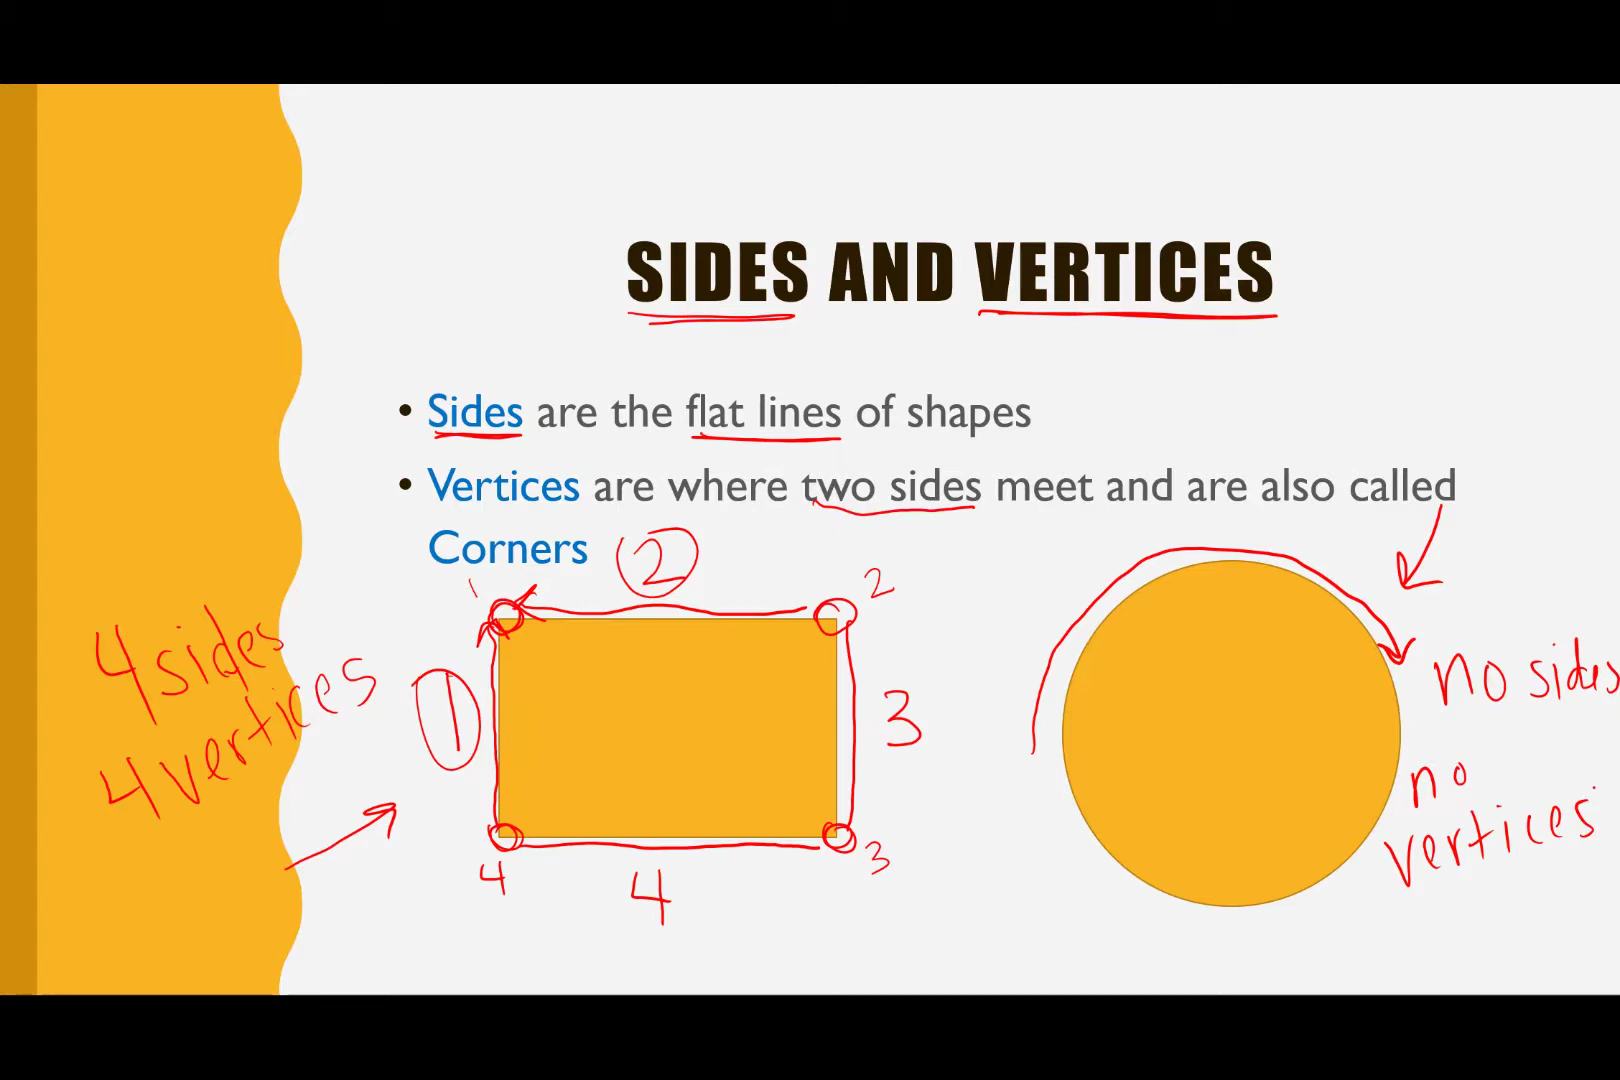 SIDES AND VERTICES
• Sides are the flat lines of shapes
• Vertices are where two sides meet and are also called
Corners
2
1
2
4 sides
4 vertices
1
3
no sides
no
vertices
4
3
4